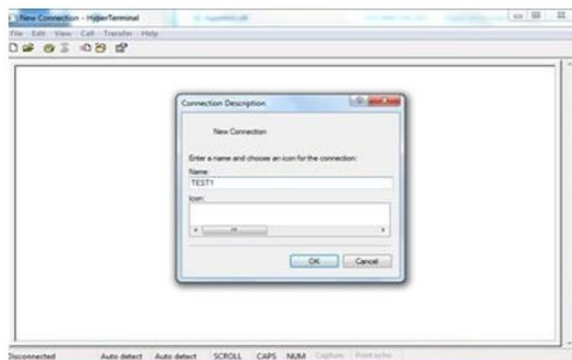 New Connection - HyperTerminal
File Edit View Call Transfer Help
Connection Description
New Connection
Enter a name and choose an icon for the connection:
Name:
TEST1
Icon:
OK Cancel
Disconnected Auto detect Auto detect SCROLL CAPS NUM Capture Print echo